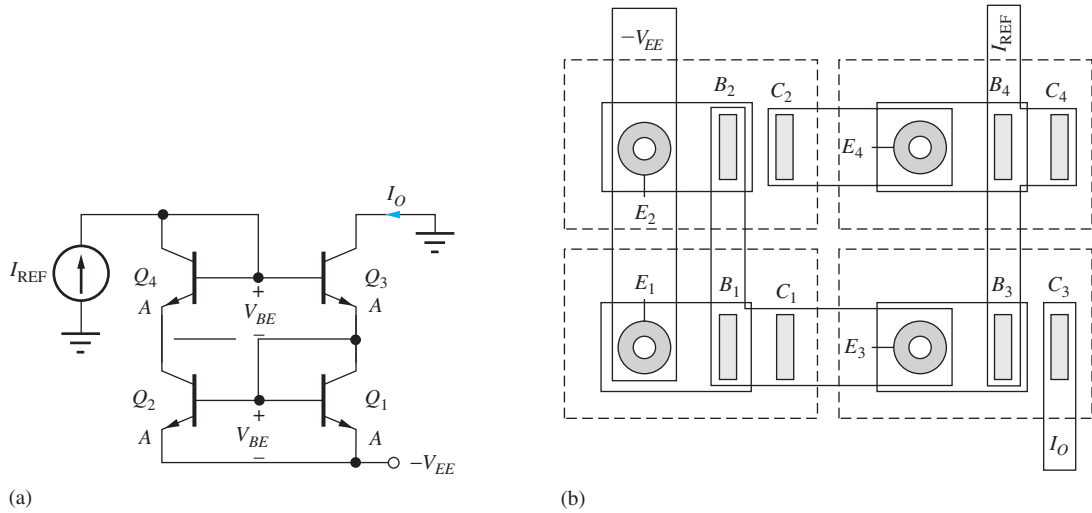 I_O
I_REF
Q_4
Q_3
A
+
V_BE
−
A
Q_2
Q_1
A
+
V_BE
−
A
−V_EE
(a)
−V_EE
I_REF
B_2
C_2
B_4
C_4
E_4
E_2
E_1
B_1
C_1
B_3
C_3
E_3
I_O
(b)